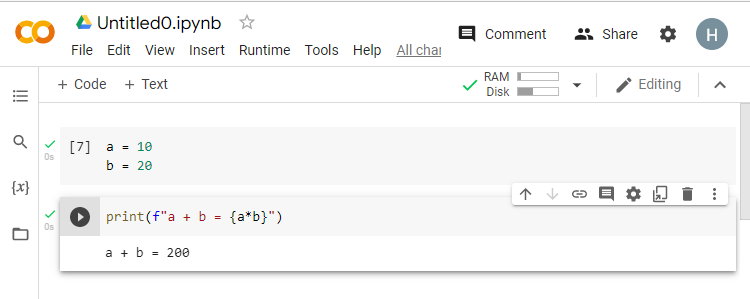 CO Untitled0.ipynb
File Edit View Insert Runtime Tools Help All char
Comment Share H
+ Code + Text
RAM
Disk
Editing
[7] a = 10
b = 20
0s
{x}
print(f"a + b = {a*b}")
0s
a + b = 200